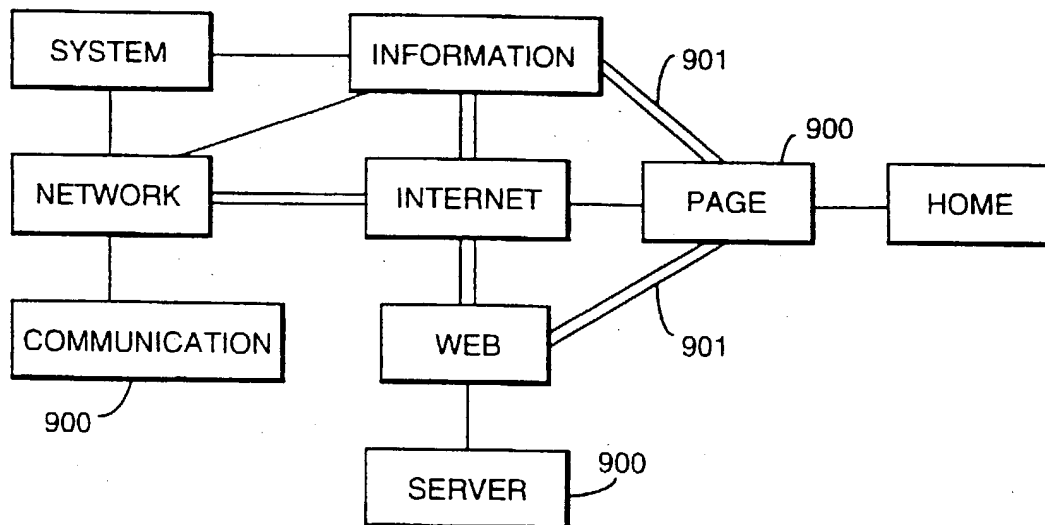 SYSTEM
INFORMATION
901
900
NETWORK
INTERNET
PAGE
HOME
COMMUNICATION
WEB
901
900
SERVER
900